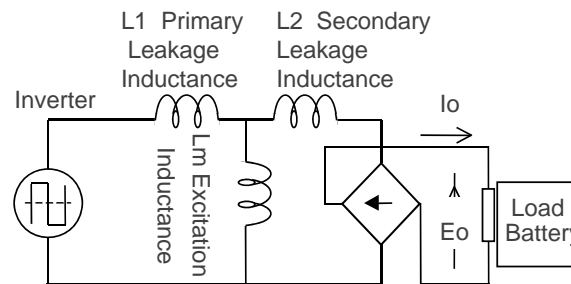 L1 Primary
Leakage
Inductance
L2 Secondary
Leakage
Inductance
Inverter
Lm Excitation
Inductance
Io
Eo
Load
Battery